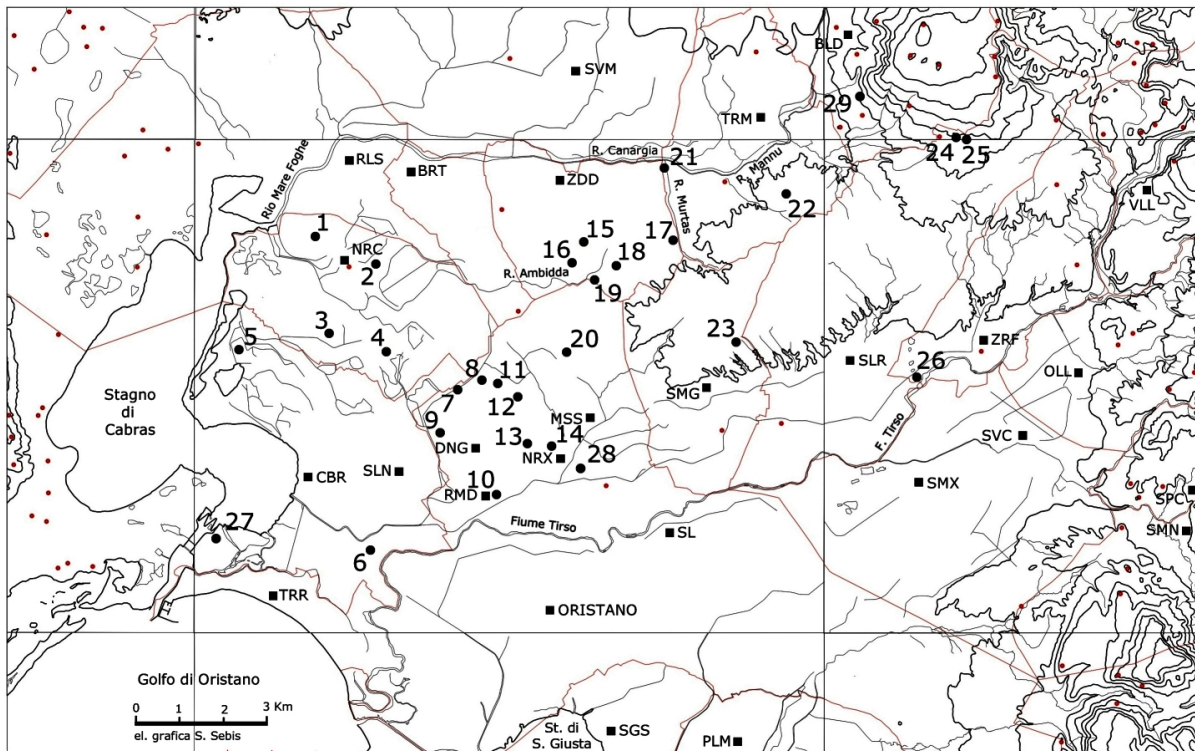 BLD
SVM
29
TRM
R. Canargia
21
24
25
Rio Mare Foghe
RLS
BRT
ZDD
R. Mannu
VLL
22
R. Murtas
1
NRC
2
15
16
17
18
R. Ambidda
19
3
4
5
20
23
ZRF
SLR
26
OLL
8
11
7
12
SMG
Stagno
di
Cabras
MSS
F. Tirso
9
DNG
13
14
NRX
SVC
28
CBR
SLN
10
RMD
SMX
SPC
SMN
27
Fiume Tirso
SL
6
ET
TRR
ORISTANO
Golfo di Oristano
0 1 2 3 Km
el. grafica S. Sebis
St. di
S. Giusta
SGS
PLM